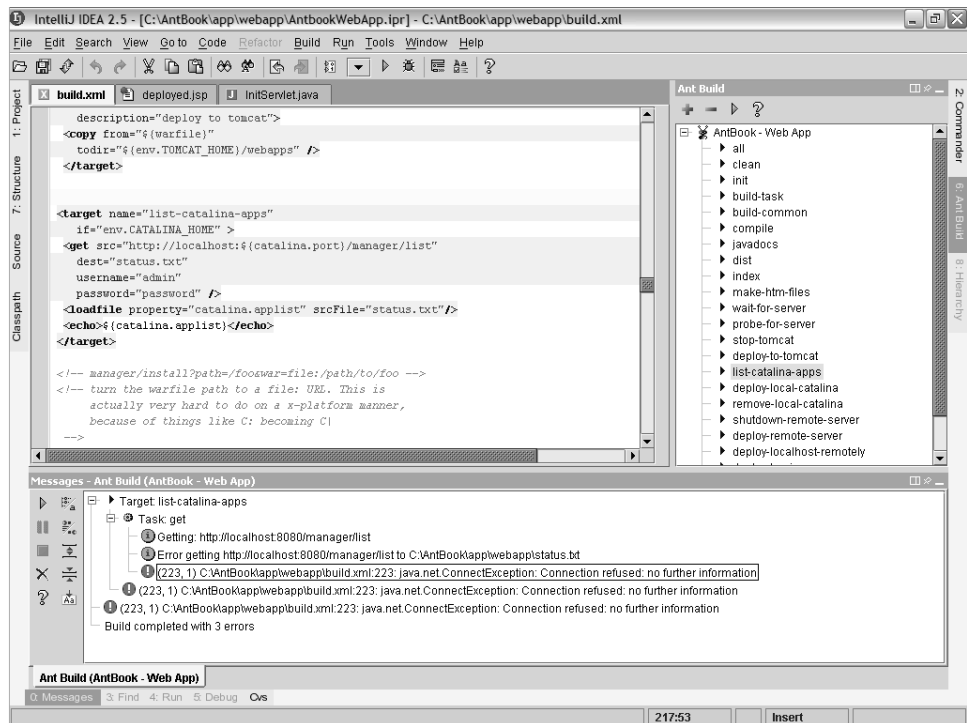 IntelliJ IDEA 2.5 - [C:\AntBook\app\webapp\AntbookWebApp.ipr] - C:\AntBook\app\webapp\build.xml
File Edit Search View Go to Code Refactor Build Run Tools Window Help
build.xml deployed.jsp InitServlet.java
1: Project
7: Structure
Source
Classpath
description="deploy to tomcat">
<copy from="${warfile}"
todir="${env.TOMCAT_HOME}/webapps" />
</target>
<target name="list-catalina-apps"
if="env.CATALINA_HOME" >
<get src="http://localhost:${catalina.port}/manager/list"
dest="status.txt"
username="admin"
password="password" />
<loadfile property="catalina.applist" srcFile="status.txt"/>
<echo>${catalina.applist}</echo>
</target>
<!-- manager/install?path=/foo&war=file:/path/to/foo -->
<!-- turn the warfile path to a file: URL. This is
actually very hard to do on a x-platform manner,
because of things like C: becoming C|
-->
Ant Build
AntBook - Web App
all
clean
init
build-task
build-common
compile
javadocs
dist
index
make-htm-files
wait-for-server
probe-for-server
stop-tomcat
deploy-to-tomcat
list-catalina-apps
deploy-local-catalina
remove-local-catalina
shutdown-remote-server
deploy-remote-server
deploy-localhost-remotely
2: Commander
6: Ant Build
8: Hierarchy
Messages - Ant Build (AntBook - Web App)
Target: list-catalina-apps
Task: get
Getting: http://localhost:8080/manager/list
Error getting http://localhost:8080/manager/list to C:\AntBook\app\webapp\status.txt
(223, 1) C:\AntBook\app\webapp\build.xml:223: java.net.ConnectException: Connection refused: no further information
(223, 1) C:\AntBook\app\webapp\build.xml:223: java.net.ConnectException: Connection refused: no further information
(223, 1) C:\AntBook\app\webapp\build.xml:223: java.net.ConnectException: Connection refused: no further information
Build completed with 3 errors
Ant Build (AntBook - Web App)
0: Messages 3: Find 4: Run 5: Debug Cvs
217:53 Insert